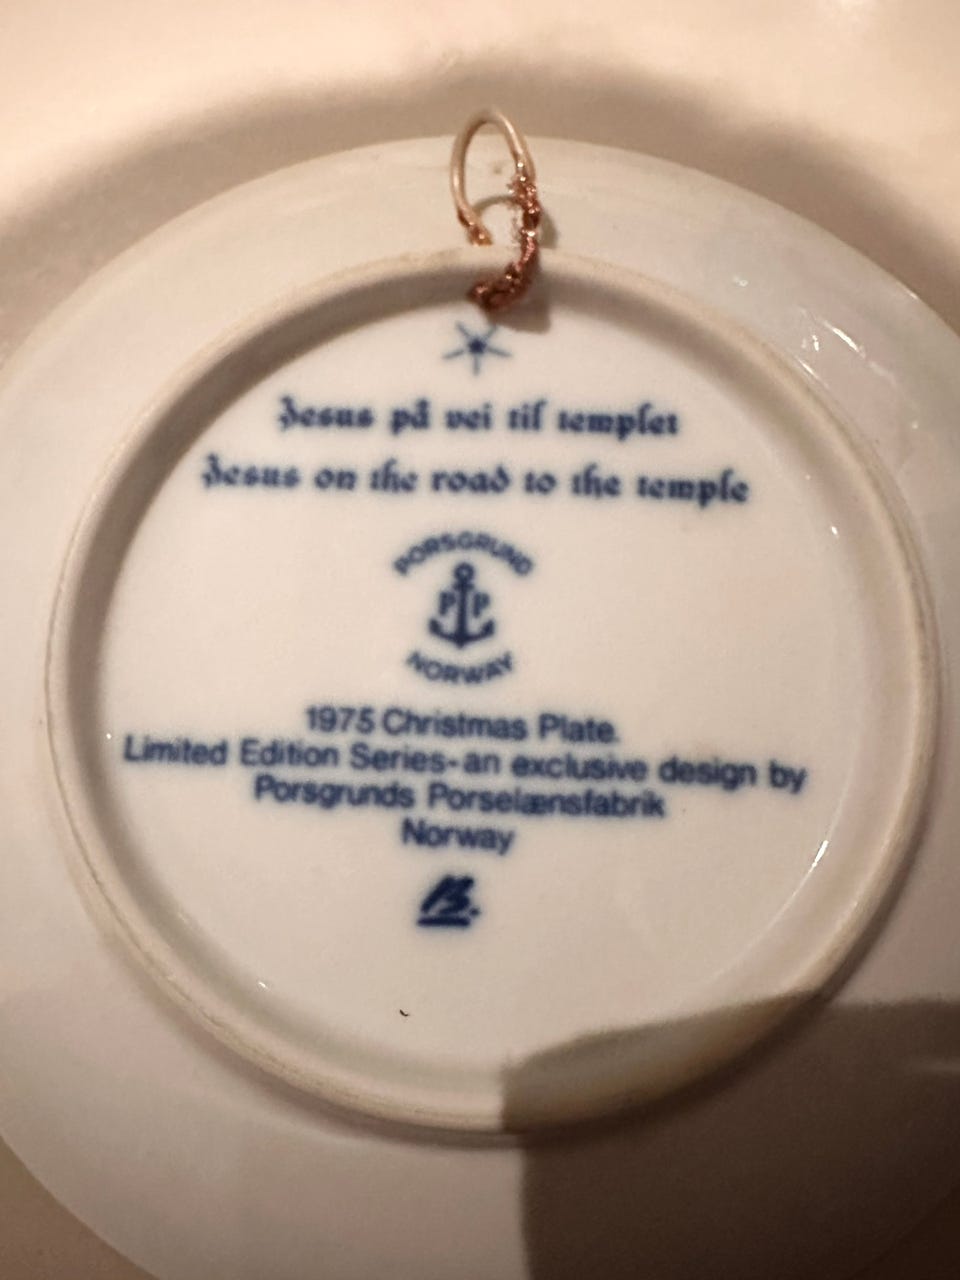 Jesus på vei til templet
Jesus on the road to the temple
PORSGRUND
P P
NORWAY
1975 Christmas Plate.
Limited Edition Series-an exclusive design by
Porsgrunds Porselænsfabrik
Norway